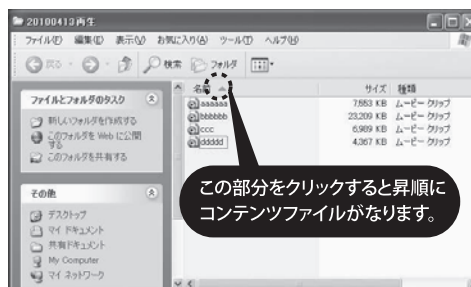 20100413再生
ファイル(F) 編集(E) 表示(V) お気に入り(A) ツール(T) ヘルプ(H)
戻る 検索 フォルダ
名前 サイズ 種類
ファイルとフォルダのタスク
新しいフォルダを作成する
このフォルダを Web に公開
する
このフォルダを共有する
aaaaaa 7,553 KB ムービー クリップ
bbbbbb 23,209 KB ムービー クリップ
ccc 6,989 KB ムービー クリップ
ddddd 4,367 KB ムービー クリップ
この部分をクリックすると昇順に
コンテンツファイルがなります。
その他
デスクトップ
マイ ドキュメント
共有ドキュメント
My Computer
マイ ネットワーク